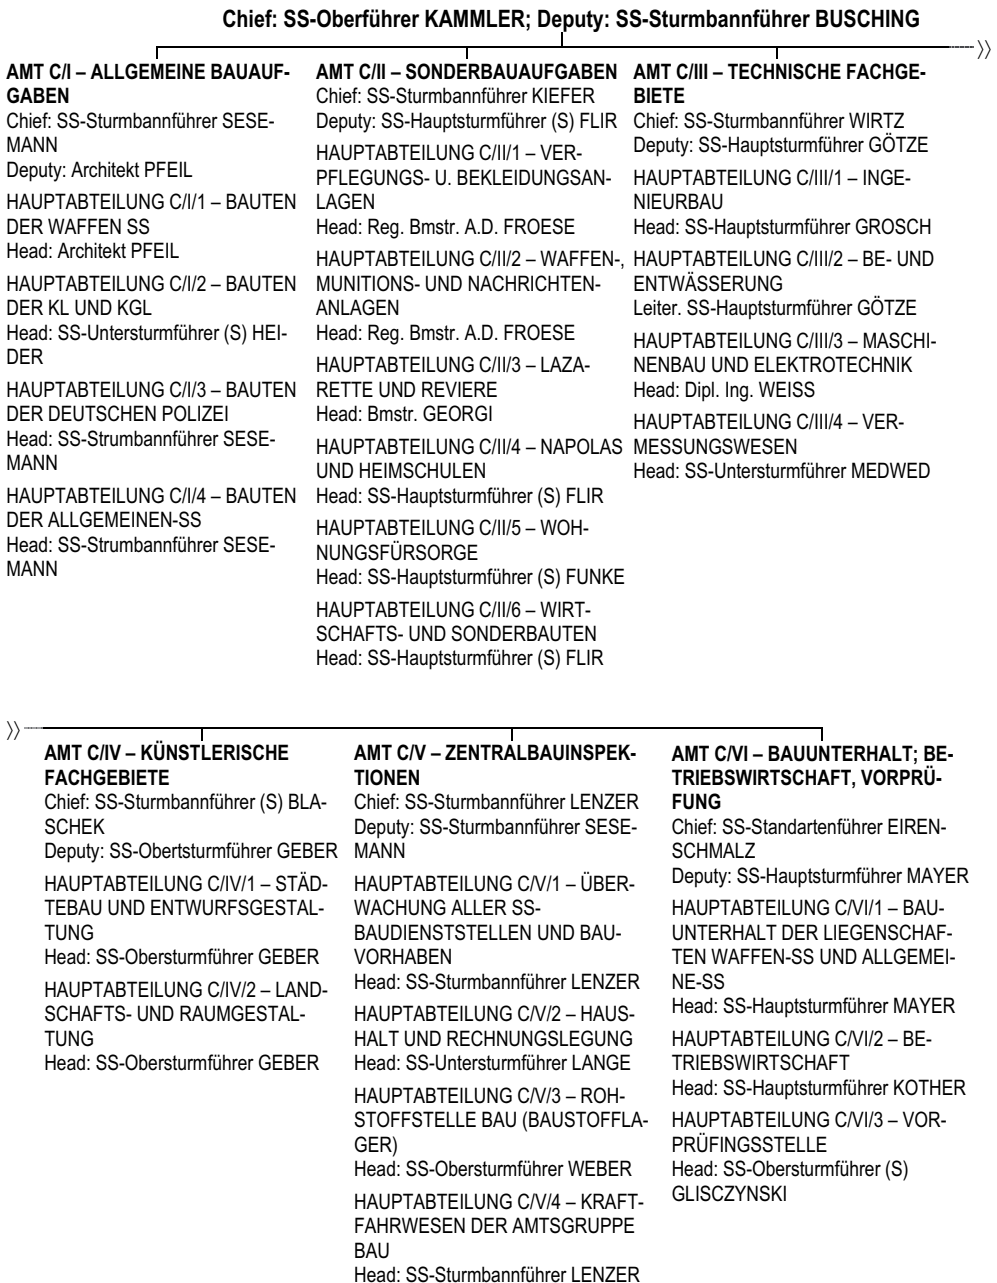 Chief: SS-Oberführer KAMMLER; Deputy: SS-Sturmbannführer BUSCHING
AMT C/I – ALLGEMEINE BAUAUF-
GABEN
Chief: SS-Sturmbannführer SESE-
MANN
Deputy: Architekt PFEIL
HAUPTABTEILUNG C/I/1 – BAUTEN
DER WAFFEN SS
Head: Architekt PFEIL
HAUPTABTEILUNG C/I/2 – BAUTEN
DER KL UND KGL
Head: SS-Untersturmführer (S) HEI-
DER
HAUPTABTEILUNG C/I/3 – BAUTEN
DER DEUTSCHEN POLIZEI
Head: SS-Strumbannführer SESE-
MANN
HAUPTABTEILUNG C/I/4 – BAUTEN
DER ALLGEMEINEN-SS
Head: SS-Strumbannführer SESE-
MANN
AMT C/II – SONDERBAUAUFGABEN
Chief: SS-Sturmbannführer KIEFER
Deputy: SS-Hauptsturmführer (S) FLIR
HAUPTABTEILUNG C/II/1 – VER-
PFLEGUNGS- U. BEKLEIDUNGSAN-
LAGEN
Head: Reg. Bmstr. A.D. FROESE
HAUPTABTEILUNG C/II/2 – WAFFEN-,
MUNITIONS- UND NACHRICHTEN-
ANLAGEN
Head: Reg. Bmstr. A.D. FROESE
HAUPTABTEILUNG C/II/3 – LAZA-
RETTE UND REVIERE
Head: Bmstr. GEORGI
HAUPTABTEILUNG C/II/4 – NAPOLAS
UND HEIMSCHULEN
Head: SS-Hauptsturmführer (S) FLIR
HAUPTABTEILUNG C/II/5 – WOH-
NUNGSFÜRSORGE
Head: SS-Hauptsturmführer (S) FUNKE
HAUPTABTEILUNG C/II/6 – WIRT-
SCHAFTS- UND SONDERBAUTEN
Head: SS-Hauptsturmführer (S) FLIR
AMT C/III – TECHNISCHE FACHGE-
BIETE
Chief: SS-Sturmbannführer WIRTZ
Deputy: SS-Hauptsturmführer GÖTZE
HAUPTABTEILUNG C/III/1 – INGE-
NIEURBAU
Head: SS-Hauptsturmführer GROSCH
HAUPTABTEILUNG C/III/2 – BE- UND
ENTWÄSSERUNG
Leiter. SS-Hauptsturmführer GÖTZE
HAUPTABTEILUNG C/III/3 – MASCHI-
NENBAU UND ELEKTROTECHNIK
Head: Dipl. Ing. WEISS
HAUPTABTEILUNG C/III/4 – VER-
MESSUNGSWESEN
Head: SS-Untersturmführer MEDWED
AMT C/IV – KÜNSTLERISCHE
FACHGEBIETE
Chief: SS-Sturmbannführer (S) BLA-
SCHEK
Deputy: SS-Obertsturmführer GEBER
HAUPTABTEILUNG C/IV/1 – STÄD-
TEBAU UND ENTWURFSGESTAL-
TUNG
Head: SS-Obersturmführer GEBER
HAUPTABTEILUNG C/IV/2 – LAND-
SCHAFTS- UND RAUMGESTAL-
TUNG
Head: SS-Obersturmführer GEBER
AMT C/V – ZENTRALBAUINSPEK-
TIONEN
Chief: SS-Sturmbannführer LENZER
Deputy: SS-Sturmbannführer SESE-
MANN
HAUPTABTEILUNG C/V/1 – ÜBER-
WACHUNG ALLER SS-
BAUDIENSTSTELLEN UND BAU-
VORHABEN
Head: SS-Sturmbannführer LENZER
HAUPTABTEILUNG C/V/2 – HAUS-
HALT UND RECHNUNGSLEGUNG
Head: SS-Untersturmführer LANGE
HAUPTABTEILUNG C/V/3 – ROH-
STOFFSTELLE BAU (BAUSTOFFLA-
GER)
Head: SS-Obersturmführer WEBER
HAUPTABTEILUNG C/V/4 – KRAFT-
FAHRWESEN DER AMTSGRUPPE
BAU
Head: SS-Sturmbannführer LENZER
AMT C/VI – BAUUNTERHALT; BE-
TRIEBSWIRTSCHAFT, VORPRÜ-
FUNG
Chief: SS-Standartenführer EIREN-
SCHMALZ
Deputy: SS-Hauptsturmführer MAYER
HAUPTABTEILUNG C/VI/1 – BAU-
UNTERHALT DER LIEGENSCHAF-
TEN WAFFEN-SS UND ALLGEMEI-
NE-SS
Head: SS-Hauptsturmführer MAYER
HAUPTABTEILUNG C/VI/2 – BE-
TRIEBSWIRTSCHAFT
Head: SS-Hauptsturmführer KOTHER
HAUPTABTEILUNG C/VI/3 – VOR-
PRÜFINGSSTELLE
Head: SS-Obersturmführer (S)
GLISCZYNSKI